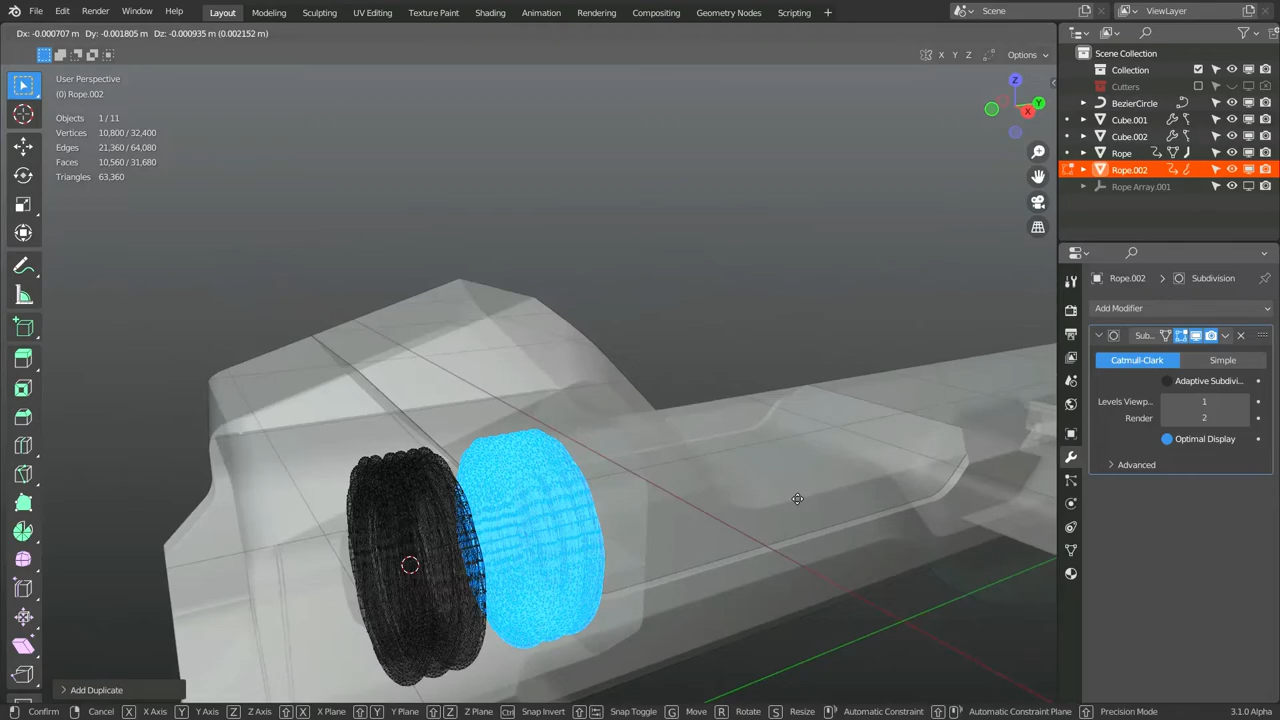 File Edit Render Window Help Layout Modeling Sculpting UV Editing Texture Paint Shading Animation Rendering Compositing Geometry Nodes Scripting + Scene ViewLayer
Dx: -0.000707 m Dy: -0.001805 m Dz: -0.000935 m (0.002152 m)
X Y Z Options
User Perspective
(0) Rope.002
Objects 1 / 11
Vertices 10,800 / 32,400
Edges 21,360 / 64,080
Faces 10,560 / 31,680
Triangles 63,360
Z
Y
X
Scene Collection
Collection
Cutters
BezierCircle
Cube.001
Cube.002
Rope
Rope.002
Rope Array.001
Rope.002 > Subdivision
Add Modifier
Sub...
Catmull-Clark Simple
Adaptive Subdivi...
Levels Viewp... 1
Render 2
Optimal Display
Advanced
Add Duplicate
Confirm Cancel X X Axis Y Y Axis Z Z Axis X X Plane Y Y Plane Z Z Plane Ctrl Snap Invert Snap Toggle G Move R Rotate S Resize Automatic Constraint Automatic Constraint Plane Precision Mode 3.1.0 Alpha